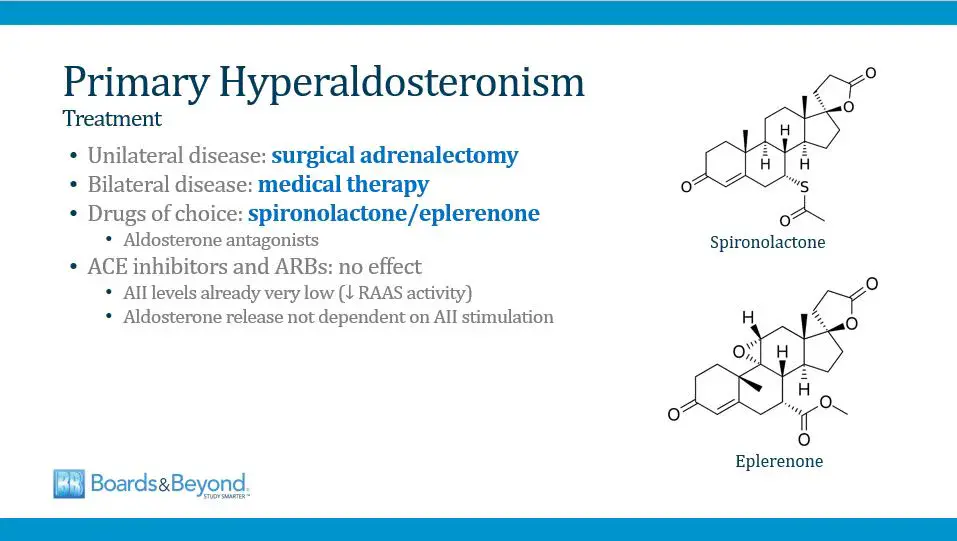 Primary Hyperaldosteronism
Treatment
• Unilateral disease: surgical adrenalectomy
• Bilateral disease: medical therapy
• Drugs of choice: spironolactone/eplerenone
• Aldosterone antagonists
• ACE inhibitors and ARBs: no effect
• AII levels already very low (↓ RAAS activity)
• Aldosterone release not dependent on AII stimulation
O
O
H
H
H
O
S
O
Spironolactone
O
O
H
O
H
H
O
O
O
Eplerenone
BB Boards&Beyond.
STUDY SMARTER ™